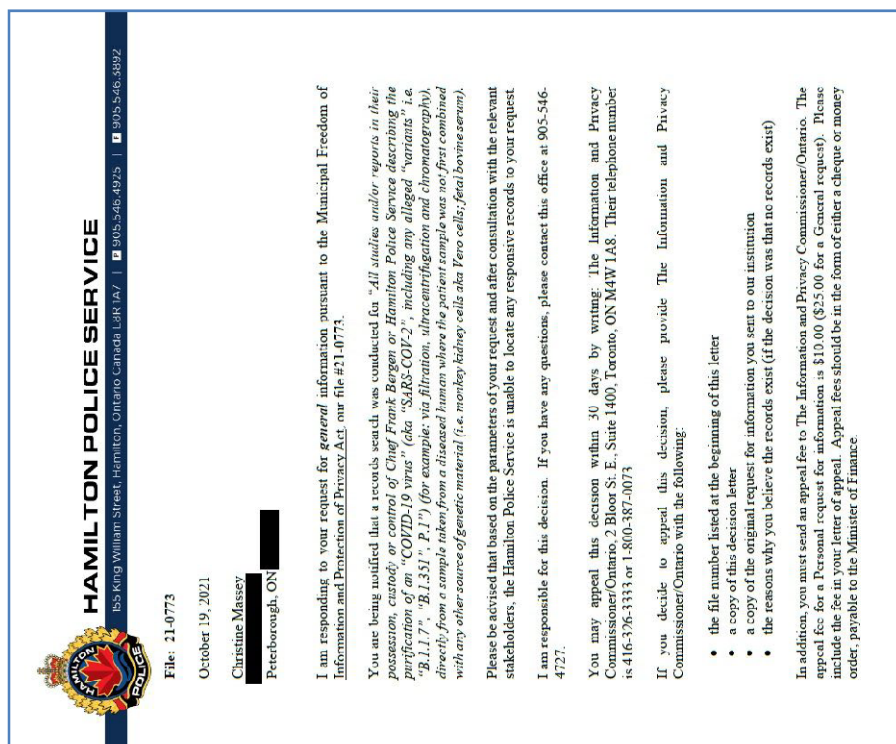 HAMILTON POLICE SERVICE
155 King William Street, Hamilton, Ontario Canada L8R 1A7 | P 905.546.4925 | F 905.546.3892
HAMILTON
POLICE
File: 21-0773
October 19, 2021
Christine Massey
Peterborough, ON
I am responding to your request for general information pursuant to the Municipal Freedom of
Information and Protection of Privacy Act, our file #21-0773.
You are being notified that a records search was conducted for "All studies and/or reports in their
possession, custody or control of Chief Frank Bergen or Hamilton Police Service describing the
purification of an "COVID-19 virus" (aka "SARS-COV-2", including any alleged "variants" i.e.
"B.1.1.7", "B.1.351", P.1") (for example: via filtration, ultracentrifugation and chromatography),
directly from a sample taken from a diseased human where the patient sample was not first combined
with any other source of genetic material (i.e. monkey kidney cells aka Vero cells; fetal bovine serum).
Please be advised that based on the parameters of your request and after consultation with the relevant
stakeholders, the Hamilton Police Service is unable to locate any responsive records to your request.
I am responsible for this decision. If you have any questions, please contact this office at 905-546-
4727.
You may appeal this decision within 30 days by writing: The Information and Privacy
Commissioner/Ontario, 2 Bloor St. E., Suite 1400, Toronto, ON M4W 1A8. Their telephone number
is 416-326-3333 or 1-800-387-0073
If you decide to appeal this decision, please provide The Information and Privacy
Commissioner/Ontario with the following:
• the file number listed at the beginning of this letter
• a copy of this decision letter
• a copy of the original request for information you sent to our institution
• the reasons why you believe the records exist (if the decision was that no records exist)
In addition, you must send an appeal fee to The Information and Privacy Commissioner/Ontario. The
appeal fee for a Personal request for information is $10.00 ($25.00 for a General request). Please
include the fee in your letter of appeal. Appeal fees should be in the form of either a cheque or money
order, payable to the Minister of Finance.